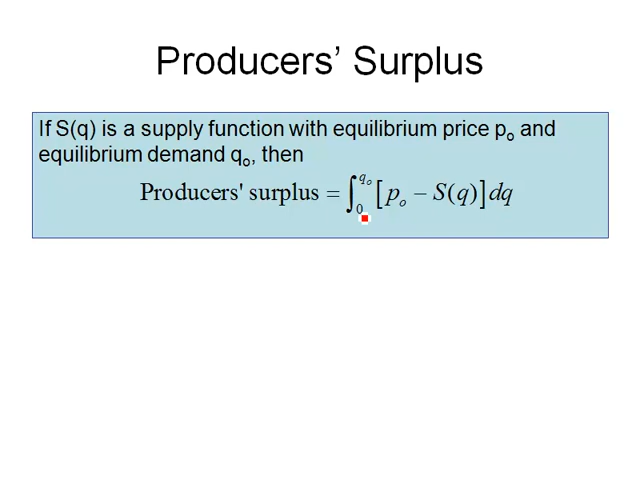 Producers’ Surplus
If S(q) is a supply function with equilibrium price pₒ and
equilibrium demand qₒ, then
Producers' surplus = ∫₀^{qₒ} [pₒ − S(q)] dq